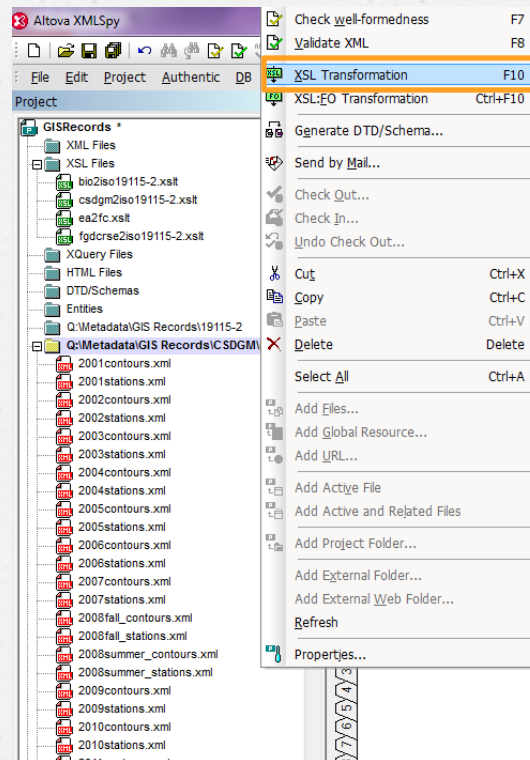 Altova XMLSpy
File Edit Project Authentic DB
Project
GISRecords *
XML Files
XSL Files
bio2iso19115-2.xslt
csdgm2iso19115-2.xslt
ea2fc.xslt
fgdcrse2iso19115-2.xslt
XQuery Files
HTML Files
DTD/Schemas
Entities
Q:\Metadata\GIS Records\19115-2
Q:\Metadata\GIS Records\CSDGM\
2001contours.xml
2001stations.xml
2002contours.xml
2002stations.xml
2003contours.xml
2003stations.xml
2004contours.xml
2004stations.xml
2005contours.xml
2005stations.xml
2006contours.xml
2006stations.xml
2007contours.xml
2007stations.xml
2008fall_contours.xml
2008fall_stations.xml
2008summer_contours.xml
2008summer_stations.xml
2009contours.xml
2009stations.xml
2010contours.xml
2010stations.xml
Check well-formedness F7
Validate XML F8
XSL Transformation F10
XSL:FO Transformation Ctrl+F10
Generate DTD/Schema...
Send by Mail...
Check Out...
Check In...
Undo Check Out...
Cut Ctrl+X
Copy Ctrl+C
Paste Ctrl+V
Delete Delete
Select All Ctrl+A
Add Files...
Add Global Resource...
Add URL...
Add Active File
Add Active and Related Files
Add Project Folder...
Add External Folder...
Add External Web Folder...
Refresh
Properties...
4
5
6
7